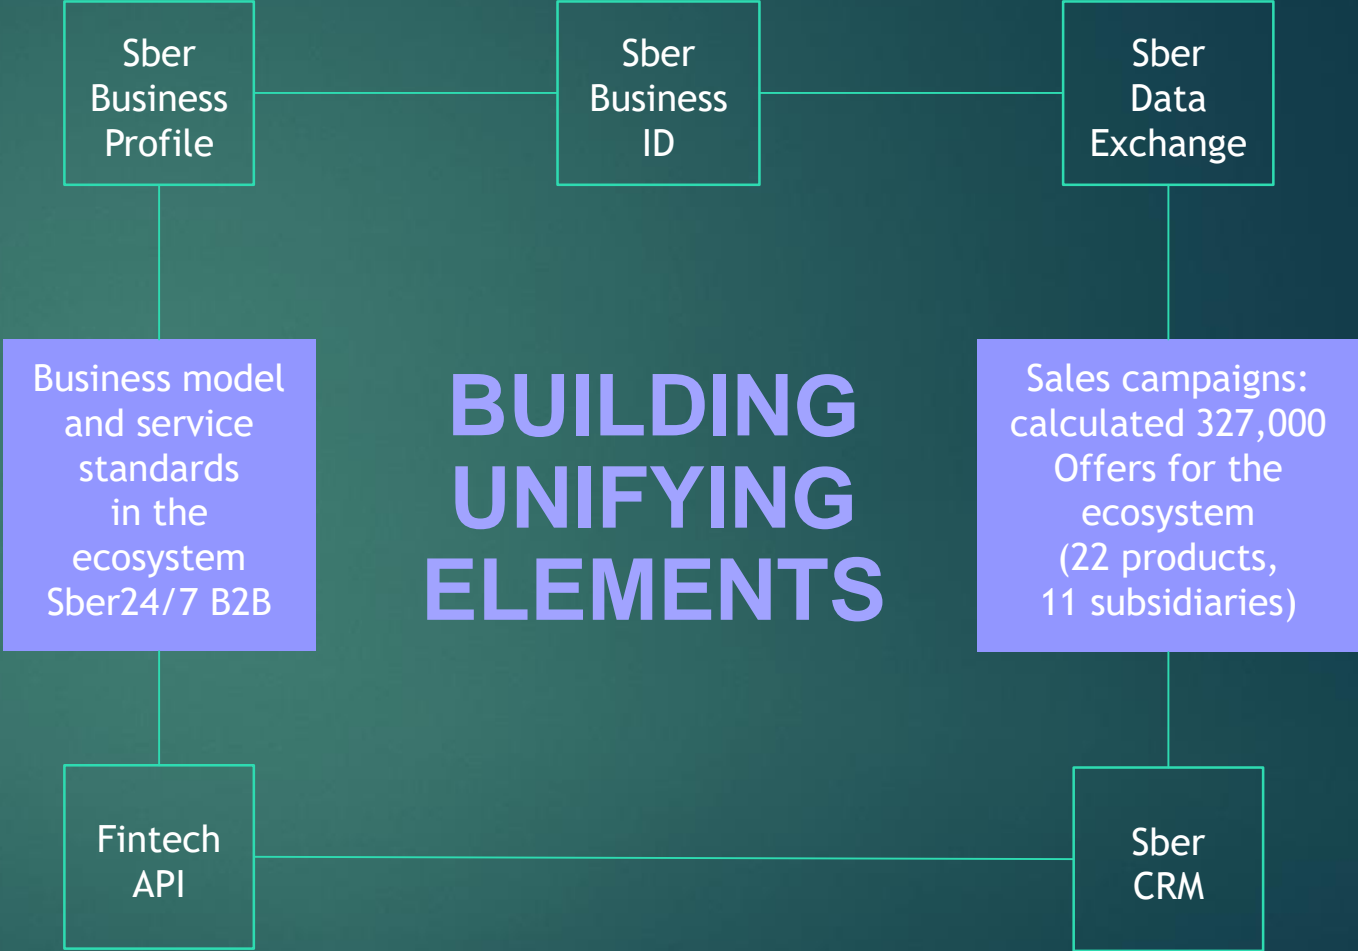 Sber
Business
Profile
Sber
Business
ID
Sber
Data
Exchange
Business model
and service
standards
in the
ecosystem
Sber24/7 B2B
BUILDING
UNIFYING
ELEMENTS
Sales campaigns:
calculated 327,000
Offers for the
ecosystem
(22 products,
11 subsidiaries)
Fintech
API
Sber
CRM